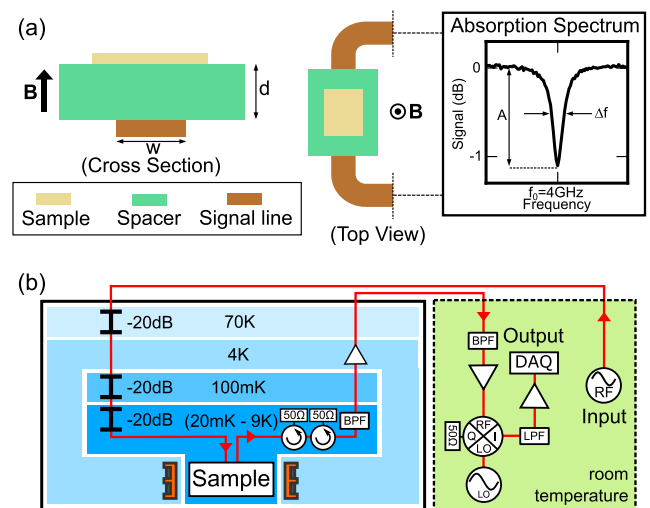 (a)
B
d
w
(Cross Section)
Sample
Spacer
Signal line
B
(Top View)
Absorption Spectrum
Signal (dB)
0
-1
A
Δf
f₀=4GHz
Frequency
(b)
-20dB
70K
4K
-20dB
100mK
-20dB
(20mK - 9K)
50Ω
50Ω
BPF
Sample
BPF
Output
DAQ
RF
Input
50Ω
RF
Q
I
LO
LPF
LO
room
temperature